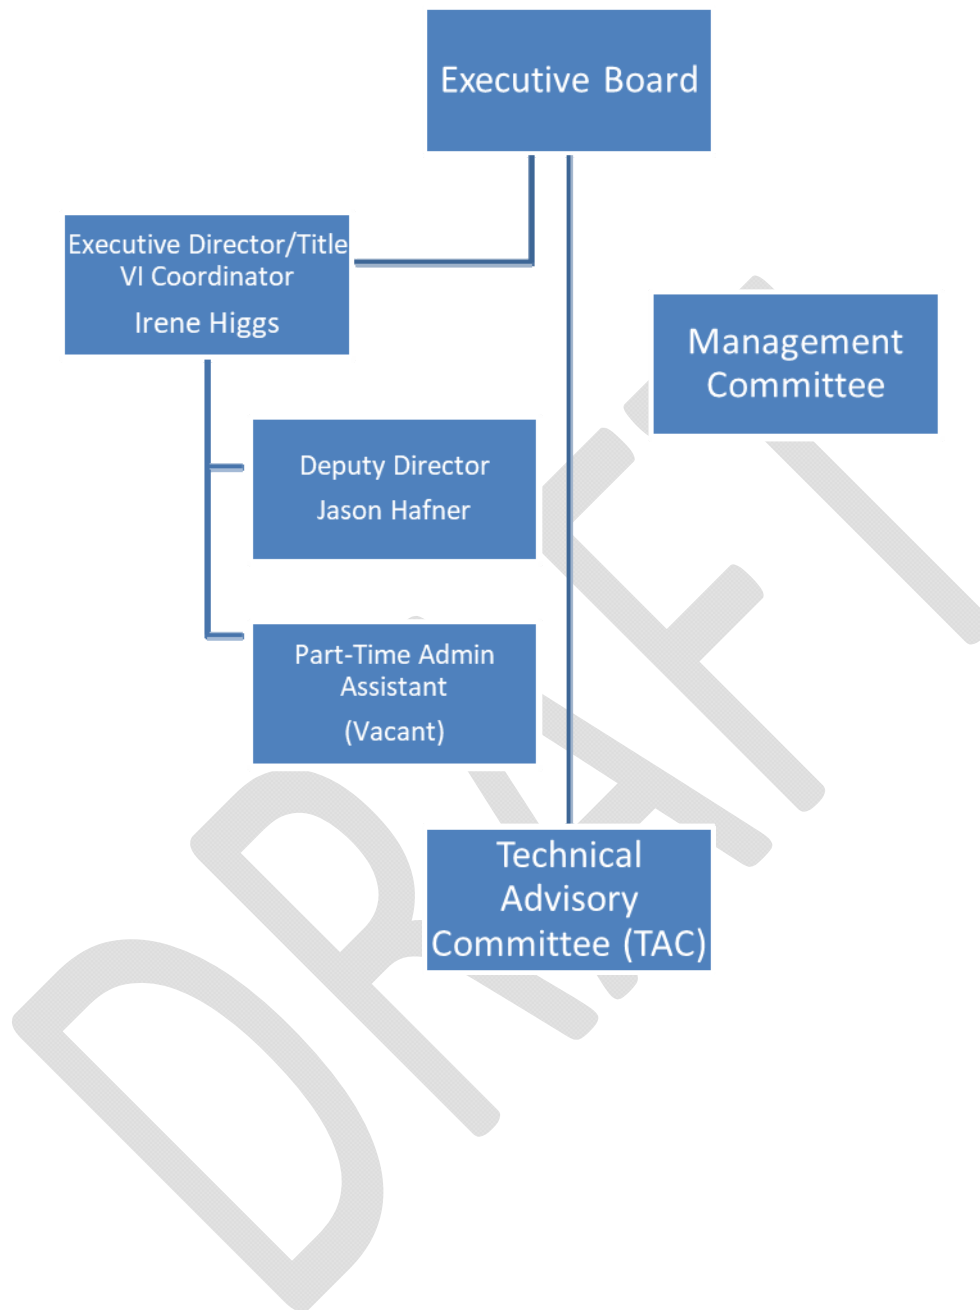 Executive Board
Executive Director/Title
VI Coordinator
Irene Higgs
Management
Committee
Deputy Director
Jason Hafner
Part-Time Admin
Assistant
(Vacant)
Technical
Advisory
Committee (TAC)
DRAFT